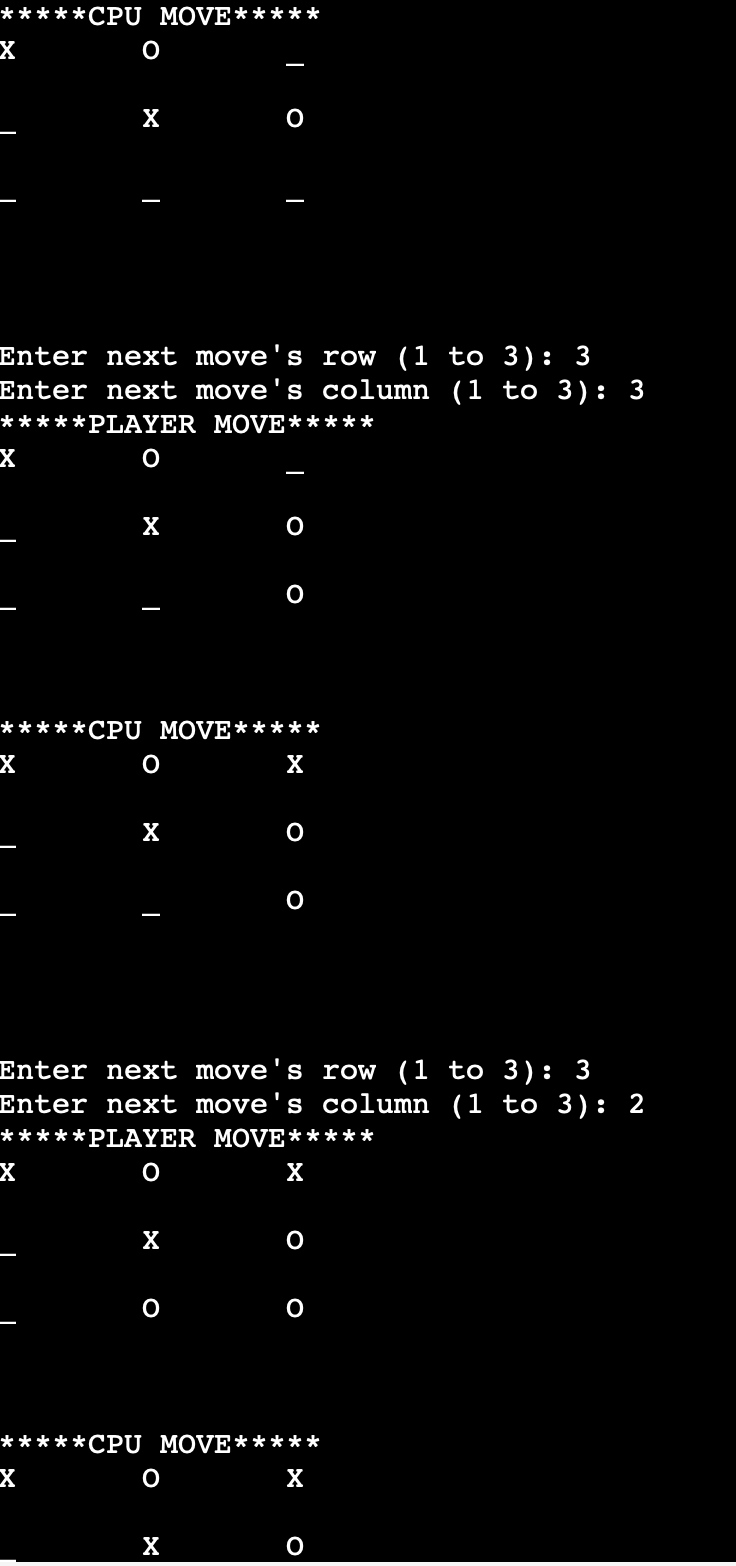 *****CPU MOVE*****
X O _
_ X O
_ _ _
Enter next move's row (1 to 3): 3
Enter next move's column (1 to 3): 3
*****PLAYER MOVE*****
X O _
_ X O
_ _ O
*****CPU MOVE*****
X O X
_ X O
_ _ O
Enter next move's row (1 to 3): 3
Enter next move's column (1 to 3): 2
*****PLAYER MOVE*****
X O X
_ X O
_ O O
*****CPU MOVE*****
X O X
_ X O